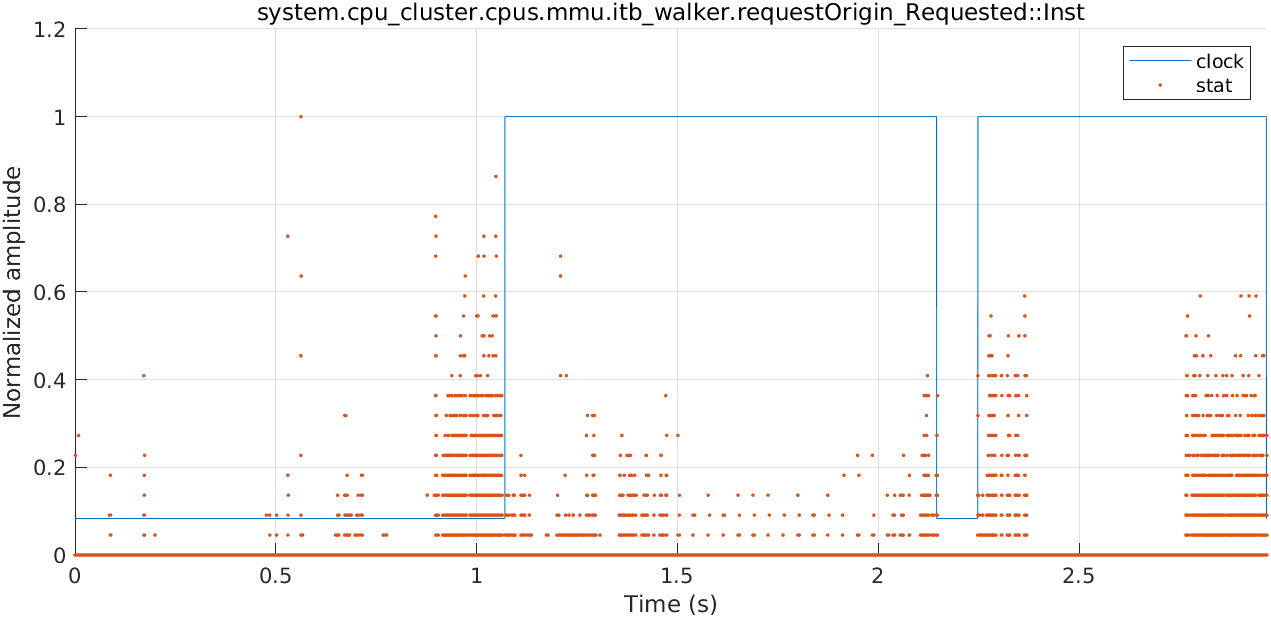 system.cpu_cluster.cpus.mmu.itb_walker.requestOrigin_Requested::Inst
Normalized amplitude
1.2
1
0.8
0.6
0.4
0.2
0
clock
stat
0 0.5 1 1.5 2 2.5
Time (s)